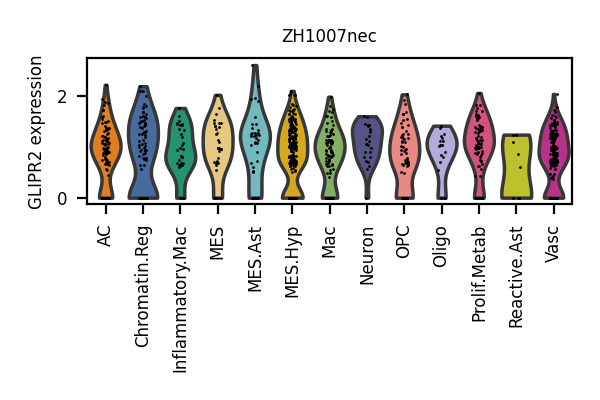 ZH1007nec
GLIPR2 expression
2
0
AC
Chromatin.Reg
Inflammatory.Mac
MES
MES.Ast
MES.Hyp
Mac
Neuron
OPC
Oligo
Prolif.Metab
Reactive.Ast
Vasc